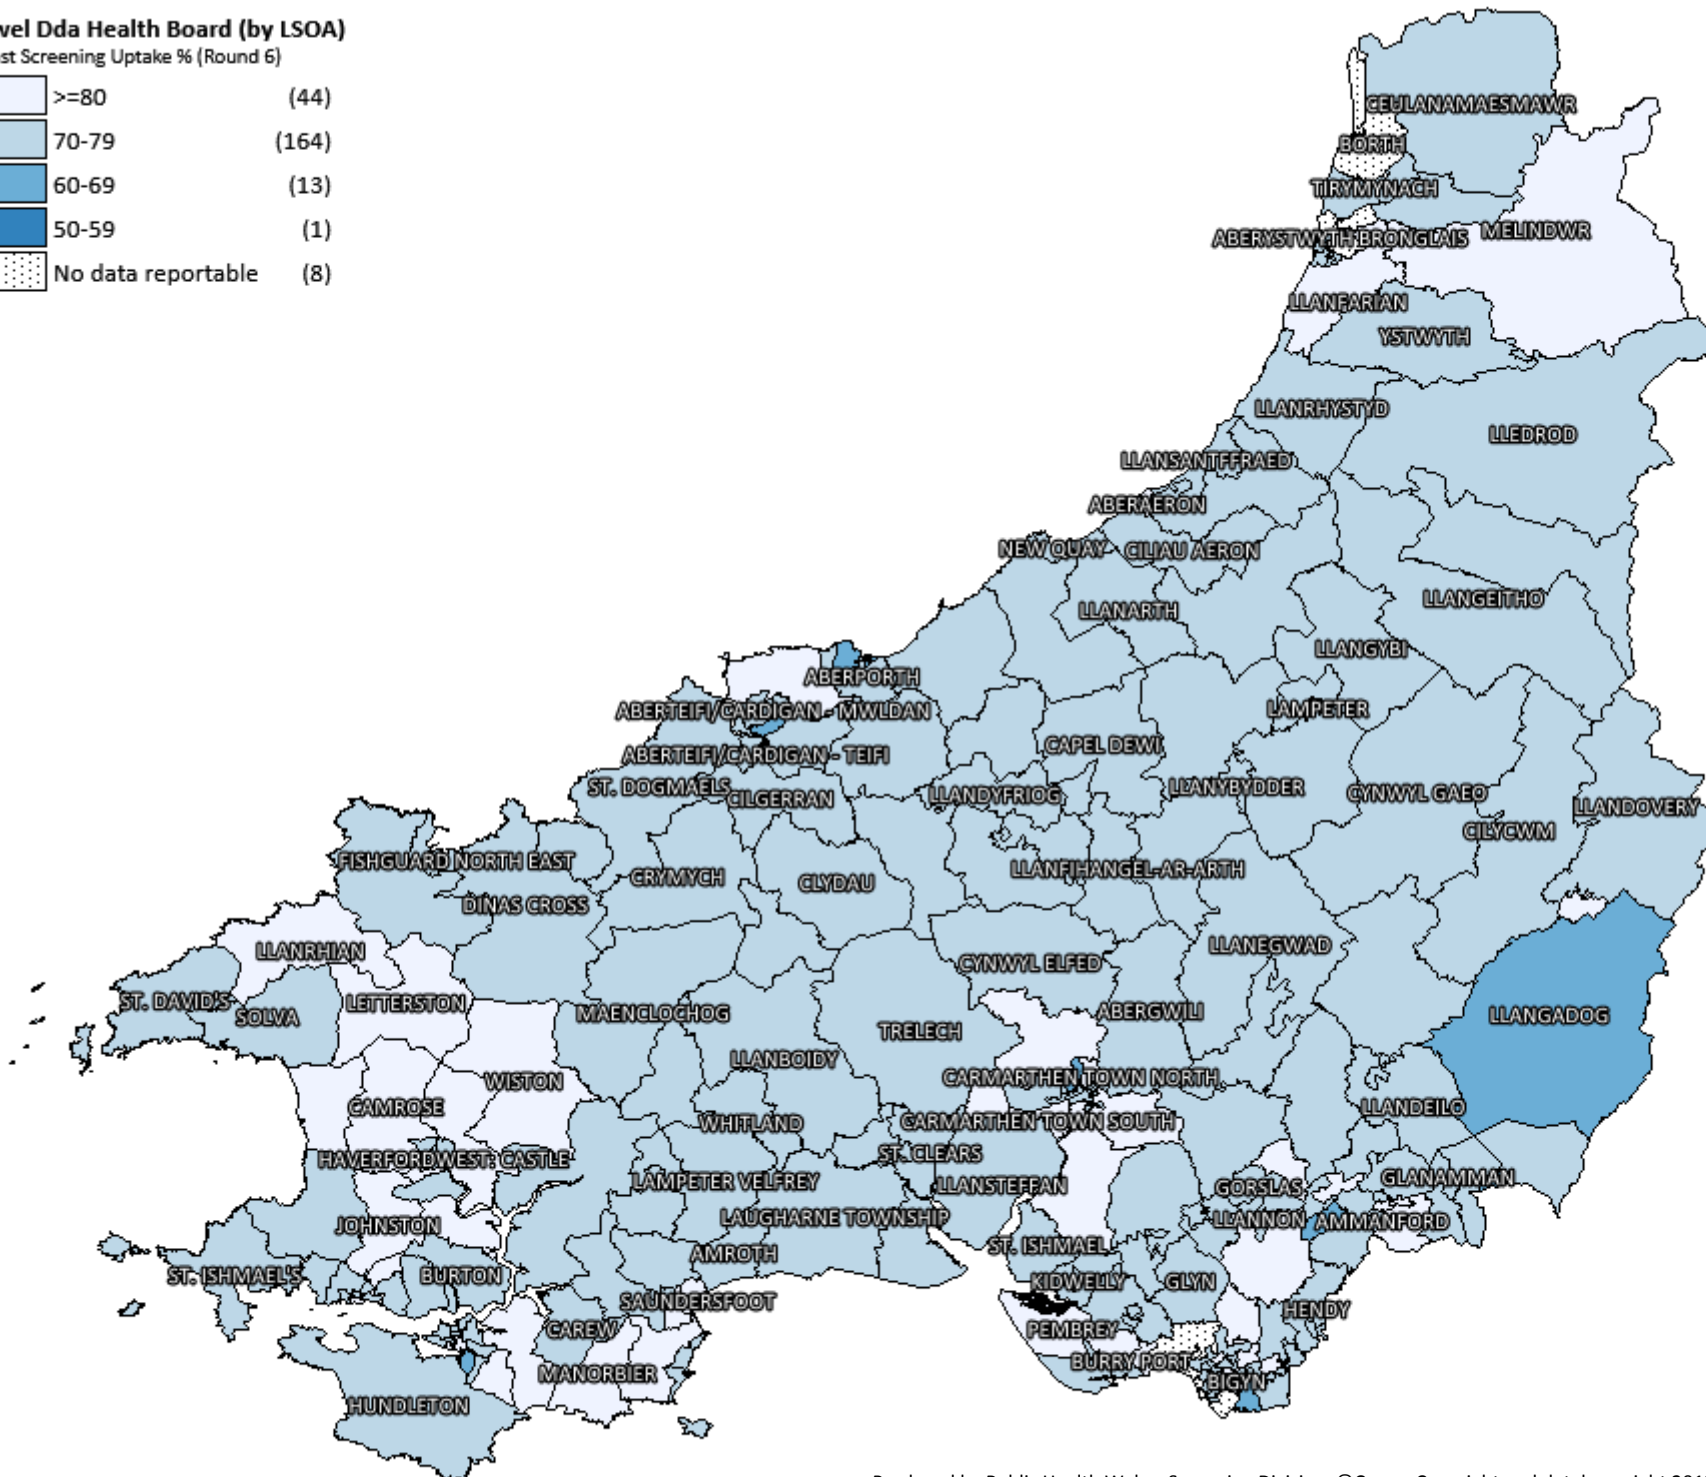 wel Dda Health Board (by LSOA)
st Screening Uptake % (Round 6)
>=80 (44)
70-79 (164)
60-69 (13)
50-59 (1)
No data reportable (8)
CEULANAMAESMAWR
BORTH
TIRYMYNACH
MELINDWR
ABERYSTWYTH BRONGLAIS
LLANFARIAN
YSTWYTH
LLANRHYSTYD
LLEDROD
LLANSANTFFRAED
ABERAERON
NEW QUAY
CILIAU AERON
LLANGEITHO
LLANARTH
LLANGYBI
ABERPORTH
LAMPETER
ABERTEIFI/CARDIGAN - MWLDAN
CAPEL DEWI
ABERTEIFI/CARDIGAN - TEIFI
ST. DOGMAELS
LLANYBYDDER
CYNWYL GAEO
LLANDYFRIOG
CILGERRAN
LLANDOVERY
CILYCWM
FISHGUARD NORTH EAST
LLANFIHANGEL-AR-ARTH
CRYMYCH
CLYDAU
DINAS CROSS
LLANEGWAD
LLANRHIAN
CYNWYL ELFED
ST. DAVID'S
LETTERSTON
ABERGWILI
MAENCLOCHOG
LLANGADOG
SOLVA
TRELECH
LLANBOIDY
CARMARTHEN TOWN NORTH
WISTON
CAMROSE
LLANDEILO
CARMARTHEN TOWN SOUTH
WHITLAND
ST. CLEARS
HAVERFORDWEST: CASTLE
GLANAMMAN
LAMPETER VELFREY
LLANSTEFFAN
GORSLAS
LAUGHARNE TOWNSHIP
LLANNON
AMMANFORD
JOHNSTON
ST. ISHMAEL
AMROTH
ST. ISHMAEL'S
BURTON
KIDWELLY
GLYN
SAUNDERSFOOT
HENDY
CAREW
PEMBREY
BURRY PORT
MANORBIER
BIGYN
HUNDLETON